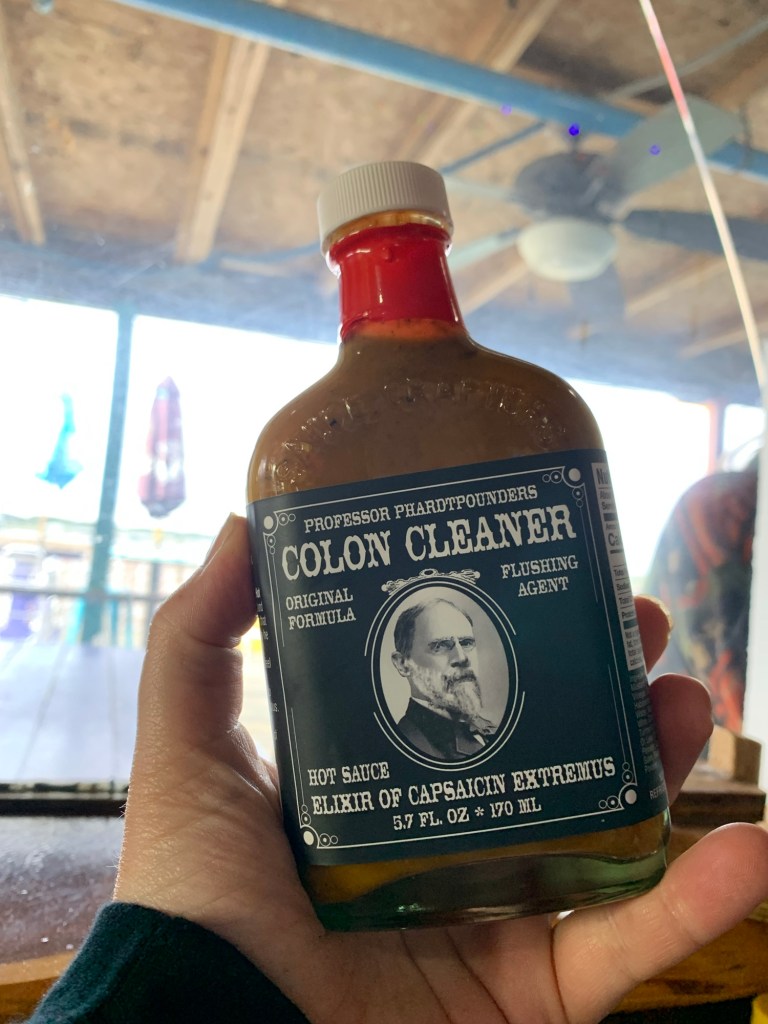 PROFESSOR PHARDTPOUNDERS
COLON CLEANER
ORIGINAL
FORMULA
FLUSHING
AGENT
HOT SAUCE
ELIXIR OF CAPSAICIN EXTREMUS
5.7 FL. OZ * 170 ML